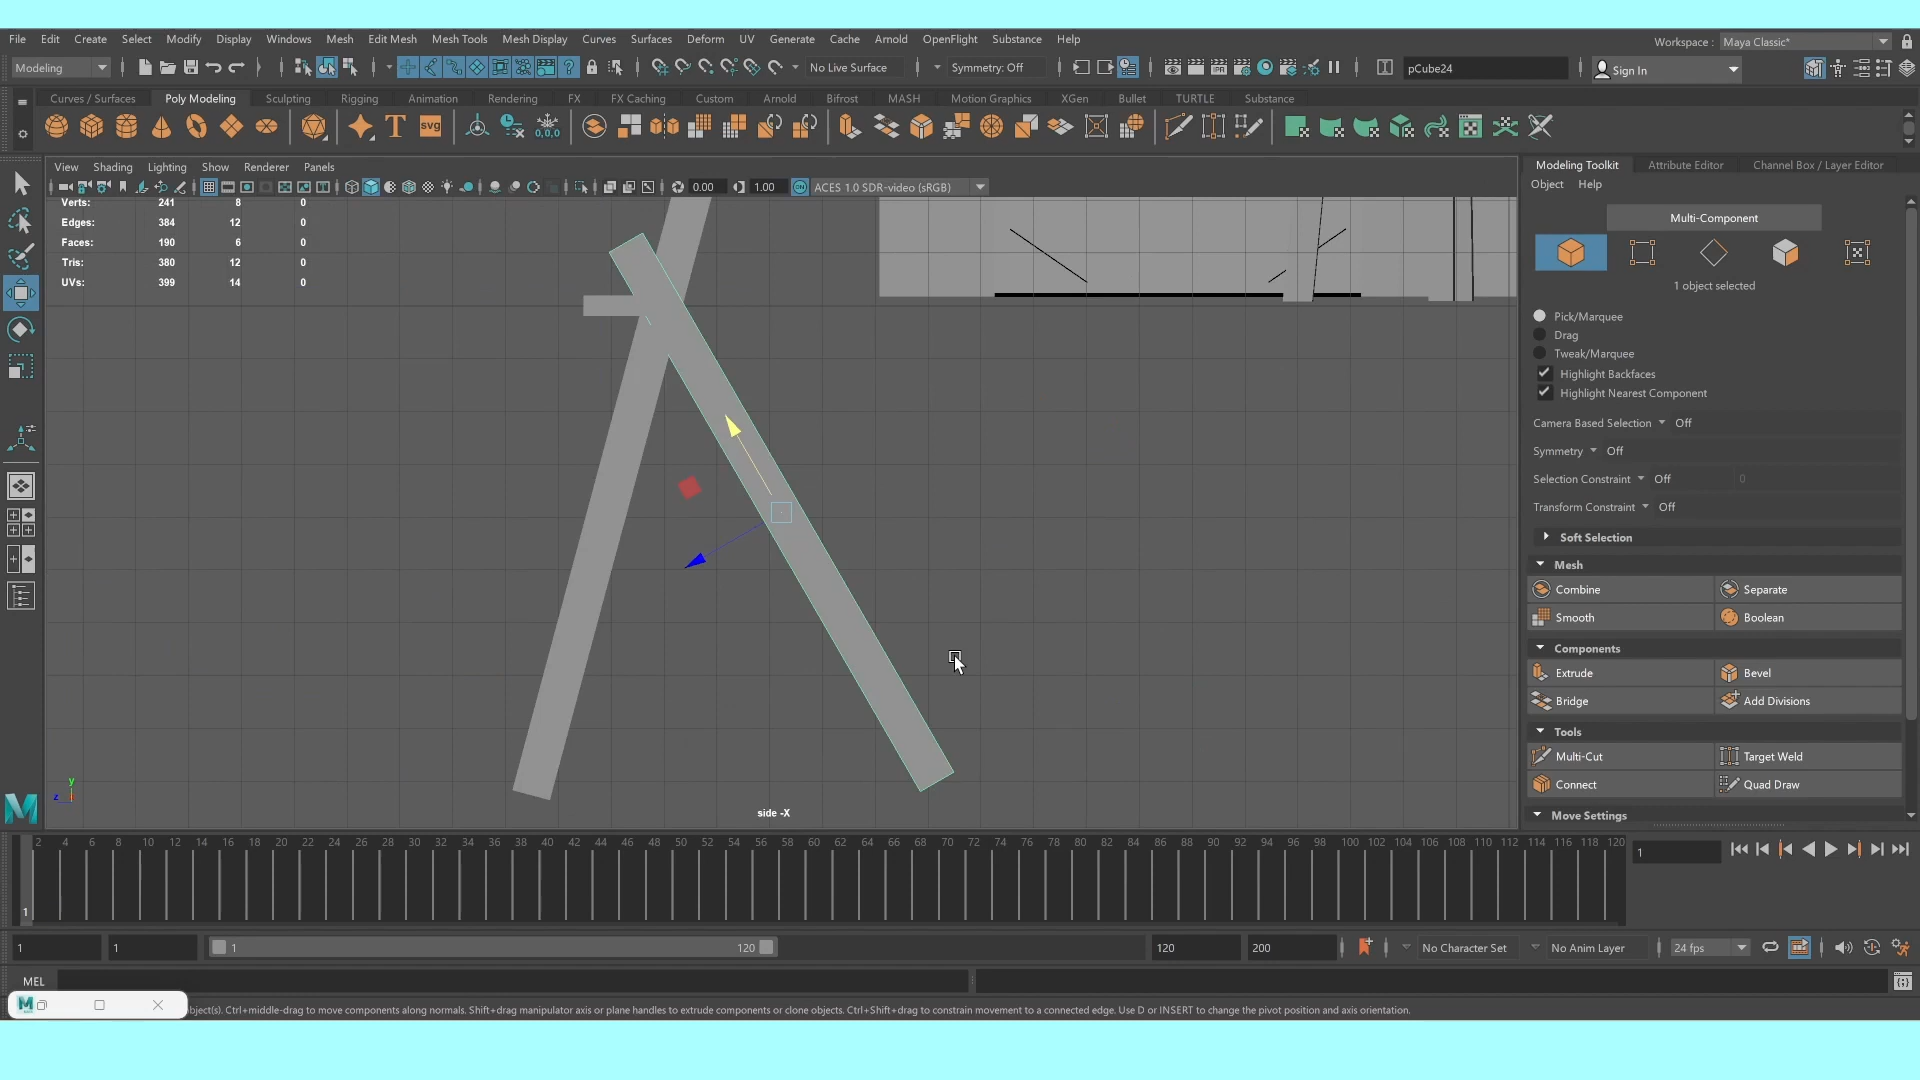 File Edit Create Select Modify Display Windows Mesh Edit Mesh Mesh Tools Mesh Display Curves Surfaces Deform UV Generate Cache Arnold OpenFlight Substance Help Workspace : Maya Classic*
Modeling No Live Surface Symmetry: Off pCube24 Sign In
Curves / Surfaces Poly Modeling Sculpting Rigging Animation Rendering FX FX Caching Custom Arnold Bifrost MASH Motion Graphics XGen Bullet TURTLE Substance
T svg 0,0,0
View Shading Lighting Show Renderer Panels
0.00 1.00 ON ACES 1.0 SDR-video (sRGB)
Verts: 241 8 0
Edges: 384 12 0
Faces: 190 6 0
Tris: 380 12 0
UVs: 399 14 0
y
z
side -X
Modeling Toolkit Attribute Editor Channel Box / Layer Editor
Object Help
Multi-Component
1 object selected
Pick/Marquee
Drag
Tweak/Marquee
Highlight Backfaces
Highlight Nearest Component
Camera Based Selection Off
Symmetry Off
Selection Constraint Off 0
Transform Constraint Off
Soft Selection
Mesh
Combine Separate
Smooth Boolean
Components
Extrude Bevel
Bridge Add Divisions
Tools
Multi-Cut Target Weld
Connect Quad Draw
Move Settings
2 4 6 8 10 12 14 16 18 20 22 24 26 28 30 32 34 36 38 40 42 44 46 48 50 52 54 56 58 60 62 64 66 68 70 72 74 76 78 80 82 84 86 88 90 92 94 96 98 100 102 104 106 108 110 112 114 116 118 120
1
1
1 1 1 120 120 200 No Character Set No Anim Layer 24 fps
MEL
M
bject(s). Ctrl+middle-drag to move components along normals. Shift+drag manipulator axis or plane handles to extrude components or clone objects. Ctrl+Shift+drag to constrain movement to a connected edge. Use D or INSERT to change the pivot position and axis orientation.